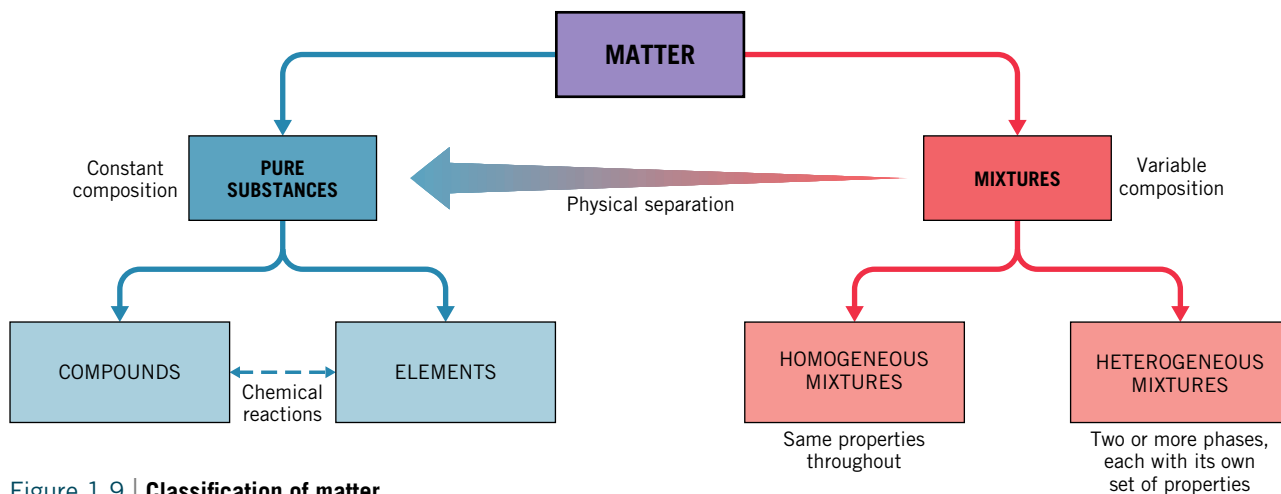 MATTER
Constant
composition
PURE
SUBSTANCES
Physical separation
MIXTURES
Variable
composition
COMPOUNDS
Chemical
reactions
ELEMENTS
HOMOGENEOUS
MIXTURES
Same properties
throughout
HETEROGENEOUS
MIXTURES
Two or more phases,
each with its own
set of properties
Figure 1.9 | Classification of matter